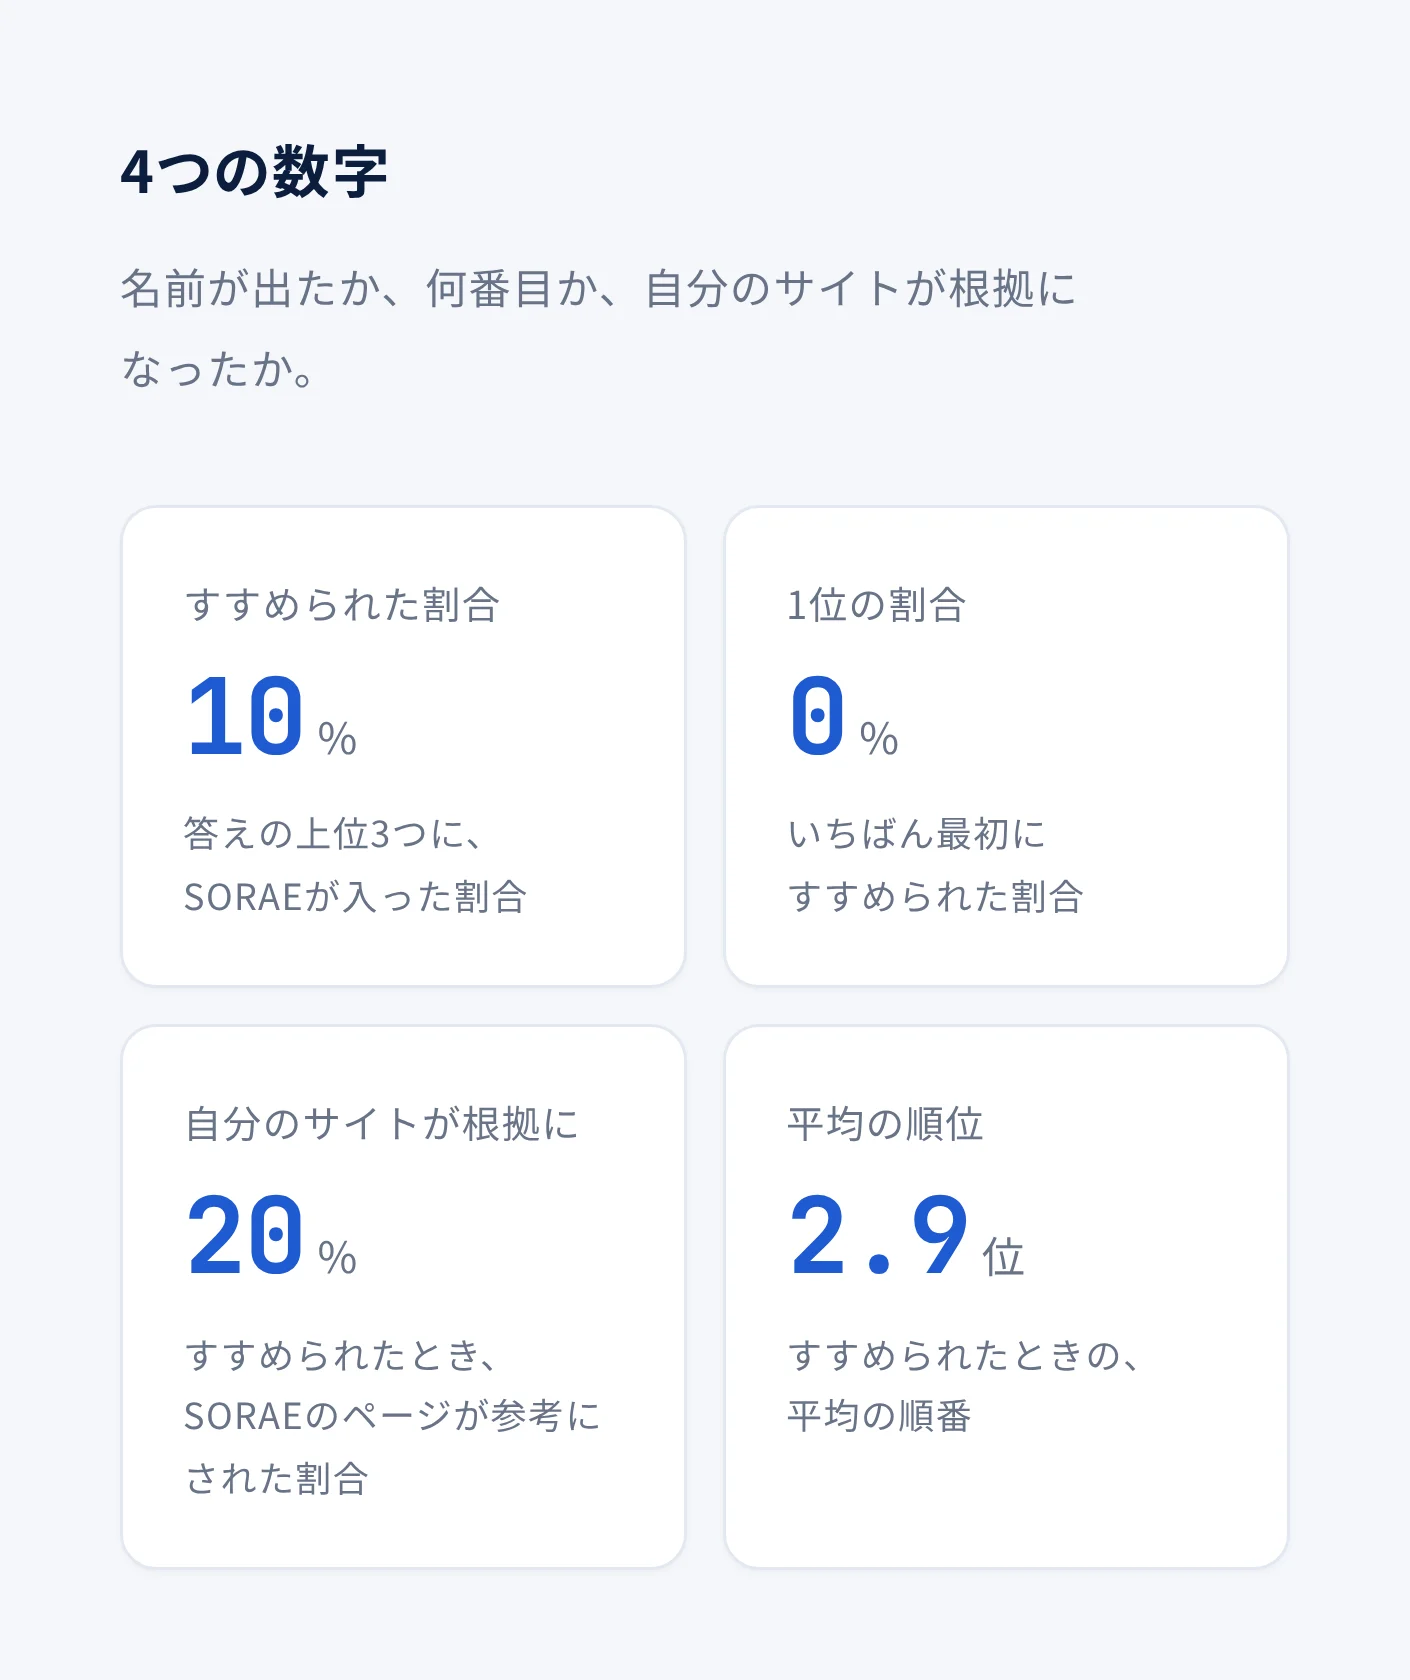 4つの数字
名前が出たか、何番目か、自分のサイトが根拠に
なったか。
すすめられた割合
10 %
答えの上位3つに、
SORAEが入った割合
1位の割合
0 %
いちばん最初に
すすめられた割合
自分のサイトが根拠に
20 %
すすめられたとき、
SORAEのページが参考に
された割合
平均の順位
2.9 位
すすめられたときの、
平均の順番